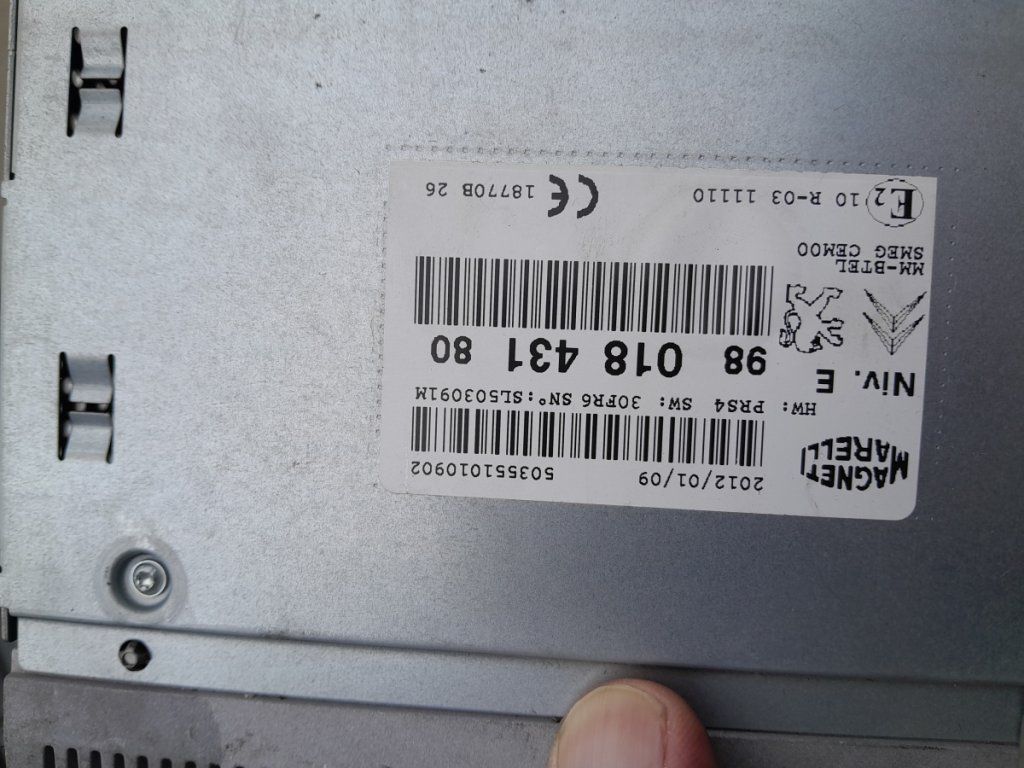 MAGNETI
MARELLI
2012/01/09 503551010902
HW: PRS4 SW: 30FR6 SN°:SL503091M
Niv. E
98 018 431 80
MM-BTEL
SMEG CEM00
E2 10 R-03 11110
CE 18770B 26